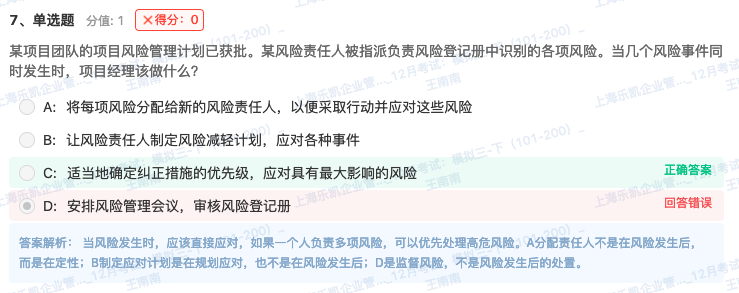 7、单选题 分值: 1 ×得分：0
某项目团队的项目风险管理计划已获批。某风险责任人被指派负责风险登记册中识别的各项风险。当几个风险事件同
时发生时，项目经理该做什么？
A: 将每项风险分配给新的风险责任人，以便采取行动并应对这些风险
B: 让风险责任人制定风险减轻计划，应对各种事件
C: 适当地确定纠正措施的优先级，应对具有最大影响的风险 正确答案
D: 安排风险管理会议，审核风险登记册 回答错误
答案解析： 当风险发生时，应该直接应对，如果一个人负责多项风险，可以优先处理高危风险。A分配责任人不是在风险发生后，
而是在定性；B制定应对计划是在规划应对，也不是在风险发生后；D是监督风险，不是风险发生后的处置。
上海乐凯企业管..._12月考试：模拟三-下（101-200）_
王南南